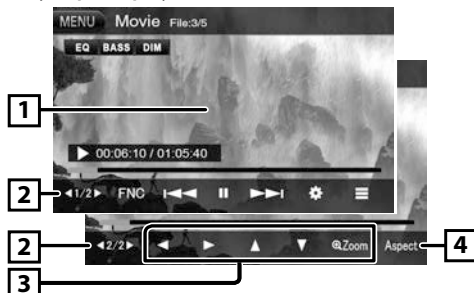 MENU Movie File:3/5
EQ BASS DIM
1
▶ 00:06:10 / 01:05:40
2 ◀1/2▶ FNC
2 ◀2/2▶ ◀ ▶ ▲ ▼ Zoom Aspect 4
3